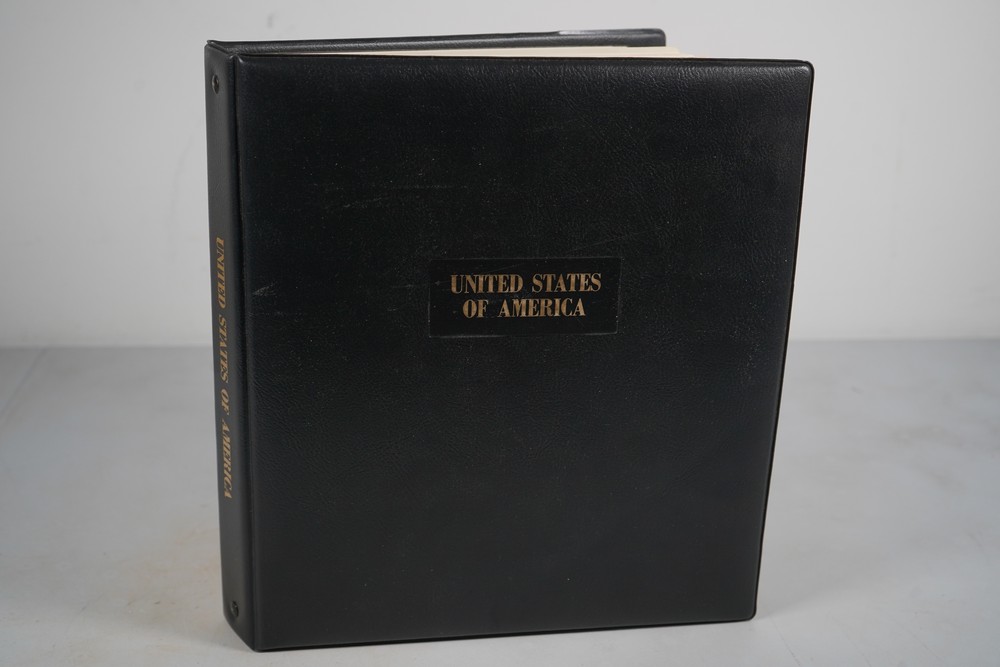 UNITED STATES
OF AMERICA
UNITED STATES OF AMERICA